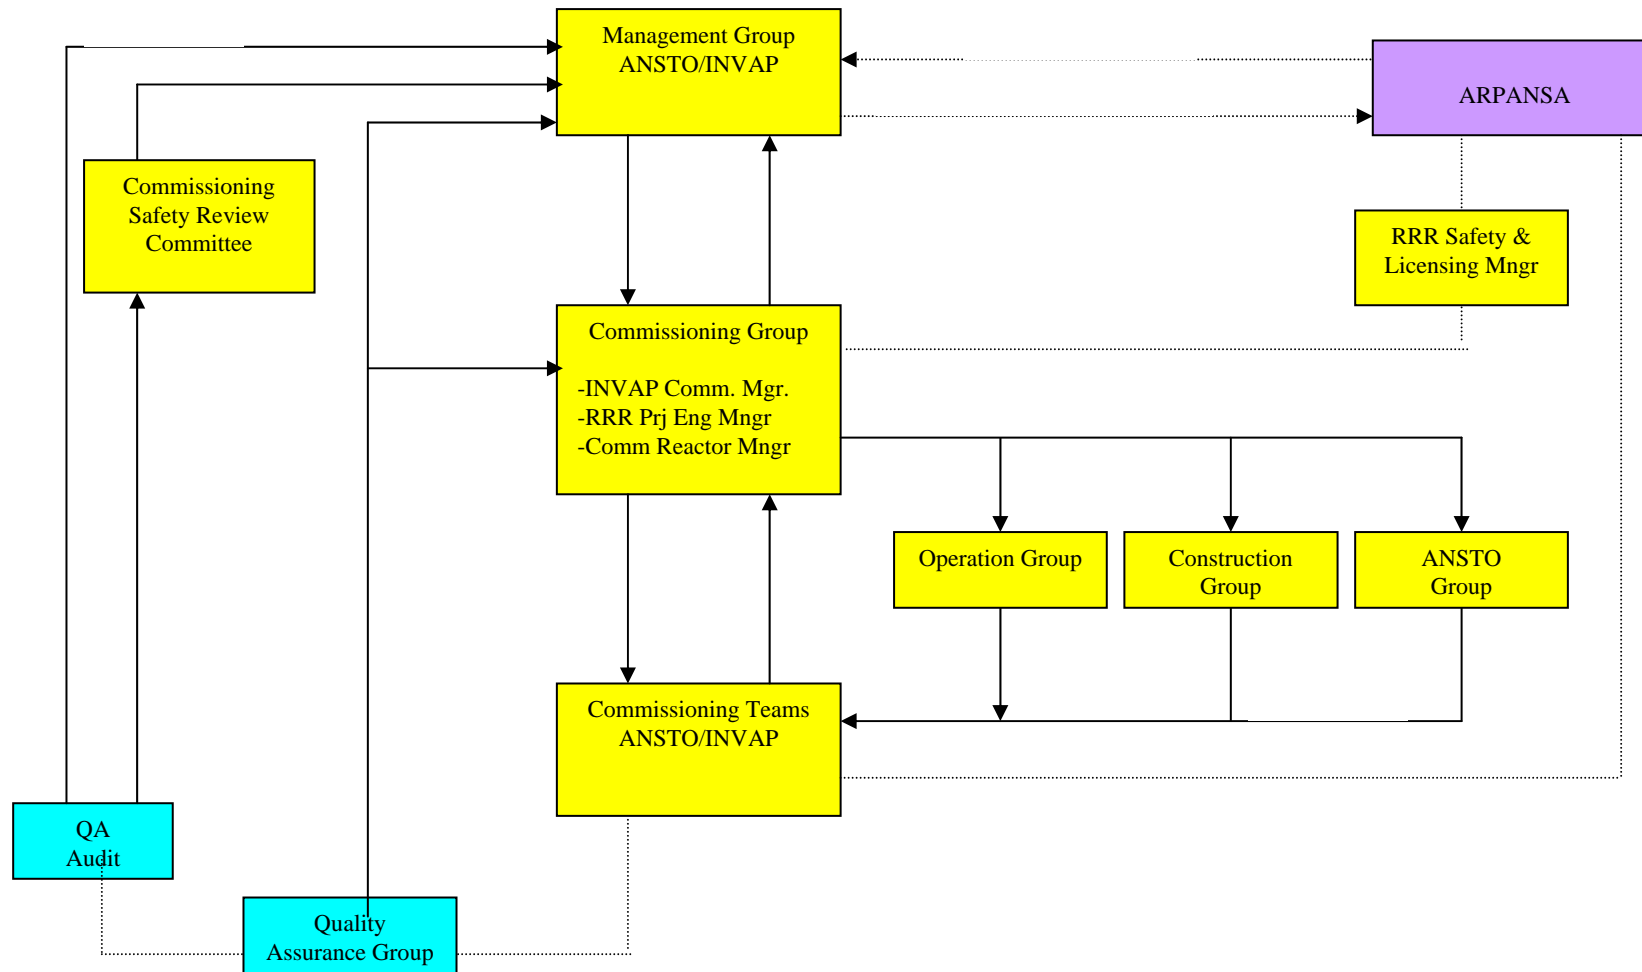 Management Group
ANSTO/INVAP
ARPANSA
Commissioning
Safety Review
Committee
RRR Safety &
Licensing Mngr
Commissioning Group
-INVAP Comm. Mgr.
-RRR Prj Eng Mngr
-Comm Reactor Mngr
Operation Group
Construction
Group
ANSTO
Group
Commissioning Teams
ANSTO/INVAP
QA
Audit
Quality
Assurance Group